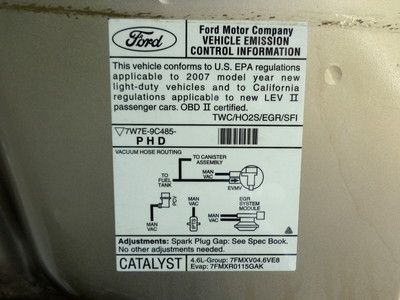 Ford
Ford Motor Company
VEHICLE EMISSION
CONTROL INFORMATION
This vehicle conforms to U.S. EPA regulations
applicable to 2007 model year new
light-duty vehicles and to California
regulations applicable to new LEV II
passenger cars. OBD II certified.
TWC/HO2S/EGR/SFI
7W7E-9C485-
PHD
VACUUM HOSE ROUTING
TO CANISTER
ASSEMBLY
TO FUEL
TANK
MAN
VAC
EVMV
PCV
MAN
VAC
MAN
VAC
EGR
SYSTEM
MODULE
Adjustments: Spark Plug Gap: See Spec Book.
No other adjustments needed.
CATALYST
4.6L-Group: 7FMXV04.6VE8
Evap: 7FMXR0115GAK